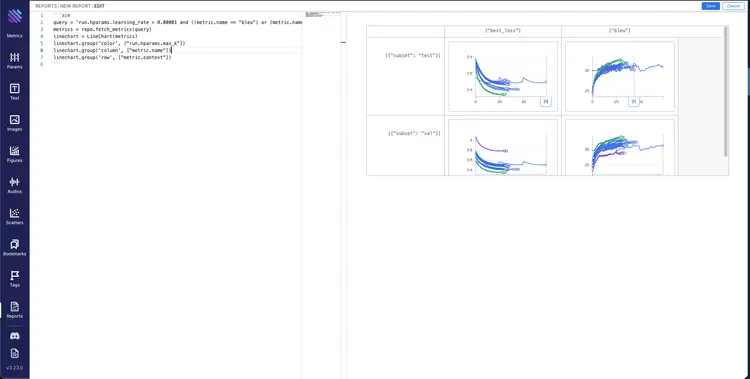 REPORTS / NEW REPORT / EDIT
Save
Cancel
Metrics
Params
Text
Images
Figures
Audios
Scatters
Bookmarks
Tags
Reports
v3.23.0
1 ```aim
2 query = 'run.hparams.learning_rate > 0.00001 and ((metric.name == "bleu") or (metric.nam
3 metrics = repo.fetch_metrics(query)
4 linechart = LineChart(metrics)
5 linechart.group('color', ["run.hparams.max_k"])
6 linechart.group('column', ["metric.name"])
7 linechart.group('row', ["metric.context"])
8 ```
["best_loss"]
["bleu"]
[{"subset": "test"}]
3.8
3.6
3.4
0
20
40
59
30
20
0
20
35
[{"subset": "val"}]
4
3.8
3.6
3.4
40
30